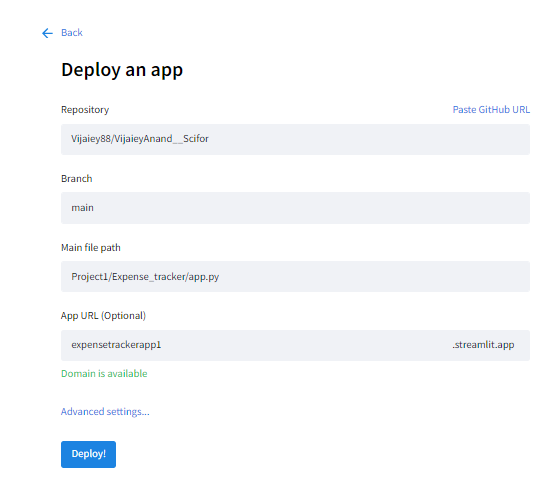 Back
Deploy an app
Repository
Paste GitHub URL
Vijaiey88/VijaieyAnand__Scifor
Branch
main
Main file path
Project1/Expense_tracker/app.py
App URL (Optional)
expensetrackerapp1
.streamlit.app
Domain is available
Advanced settings...
Deploy!